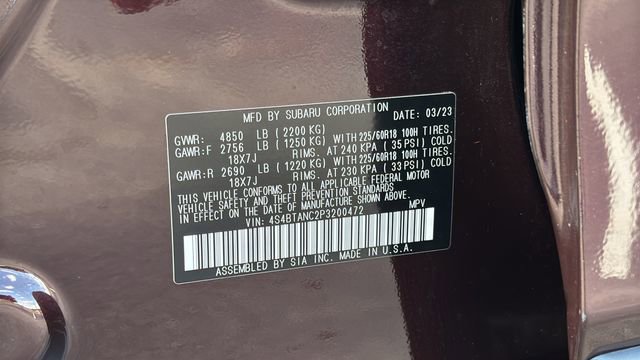 MFD BY SUBARU CORPORATION
DATE: 03/23
GVWR: 4850 LB (2200 KG)
GAWR:F 2756 LB (1250 KG) WITH 225/60R18 100H TIRES.
18X7J RIMS. AT 240 KPA (35 PSI) COLD
GAWR:R 2690 LB (1220 KG) WITH 225/60R18 100H TIRES.
18X7J RIMS. AT 230 KPA (33 PSI) COLD
THIS VEHICLE CONFORMS TO ALL APPLICABLE FEDERAL MOTOR
VEHICLE SAFETY AND THEFT PREVENTION STANDARDS
IN EFFECT ON THE DATE OF MANUFACTURE SHOWN ABOVE.
VIN: 4S4BTANC2P3200472 MPV
ASSEMBLED BY SIA INC. MADE IN U.S.A.